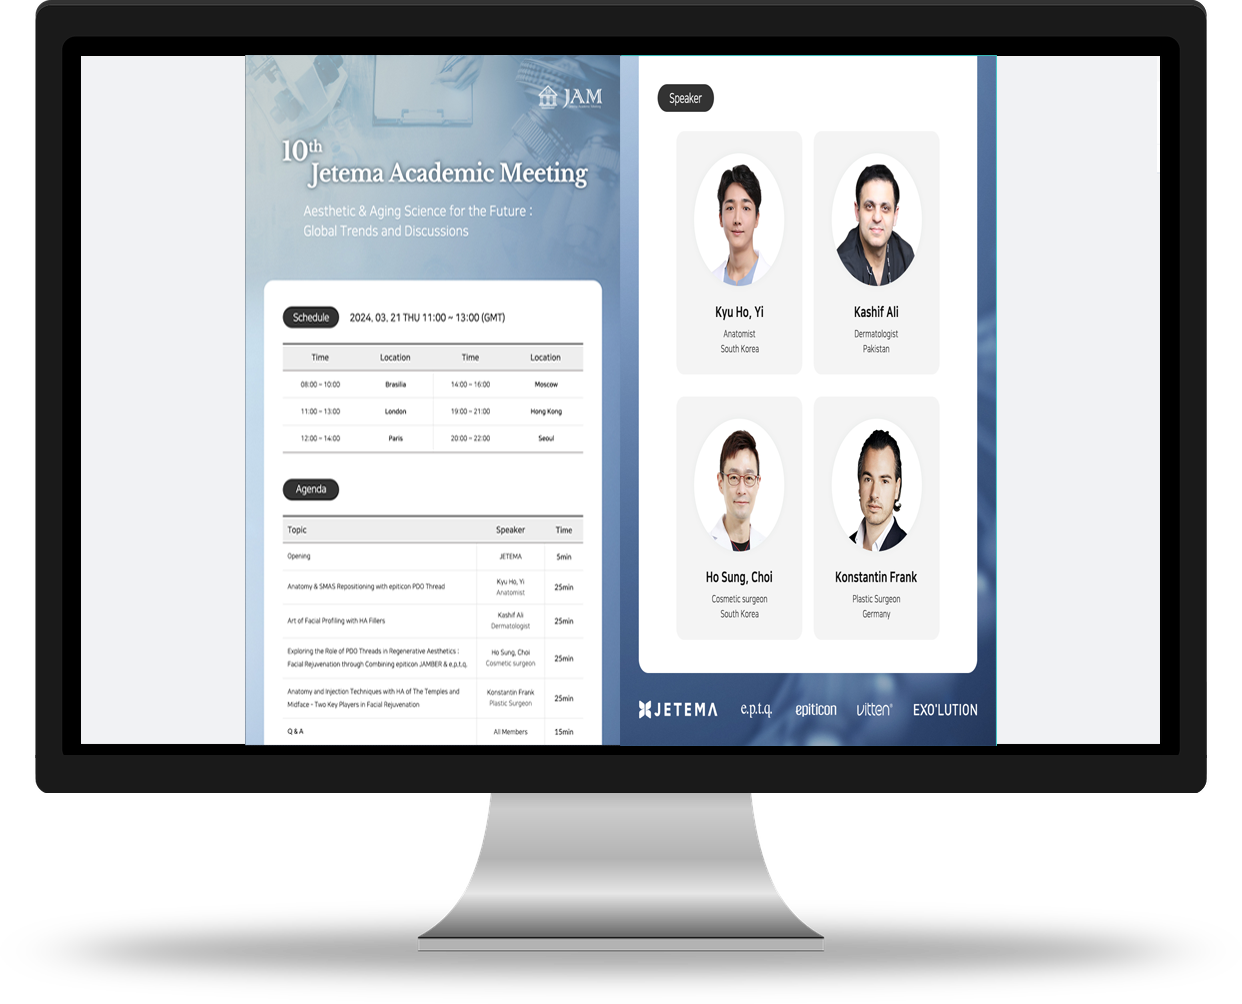 JAM
10th
Jetema Academic Meeting
Aesthetic & Aging Science for the Future :
Global Trends and Discussions
Schedule 2024. 03. 21 THU 11:00 ~ 13:00 (GMT)
Time Location Time Location
08:00 ~ 10:00 Brasilia 14:00 ~ 16:00 Moscow
11:00 ~ 13:00 London 19:00 ~ 21:00 Hong Kong
12:00 ~ 14:00 Paris 20:00 ~ 22:00 Seoul
Agenda
Topic Speaker Time
Opening JETEMA 5min
Anatomy & SMAS Repositioning with epiticon PDO Thread Kyu Ho, Yi Anatomist 25min
Art of Facial Profiling with HA Fillers Kashif Ali Dermatologist 25min
Exploring the Role of PDO Threads in Regenerative Aesthetics :
Facial Rejuvenation through Combining epiticon JAMBER & e.p.t.q. Ho Sung, Choi Cosmetic surgeon 25min
Anatomy and Injection Techniques with HA of The Temples and
Midface - Two Key Players in Facial Rejuvenation Konstantin Frank Plastic Surgeon 25min
Q & A All Members 15min
Speaker
Kyu Ho, Yi
Anatomist
South Korea
Kashif Ali
Dermatologist
Pakistan
Ho Sung, Choi
Cosmetic surgeon
South Korea
Konstantin Frank
Plastic Surgeon
Germany
JETEMA e.p.t.q. epiticon vitten® EXO'LUTION